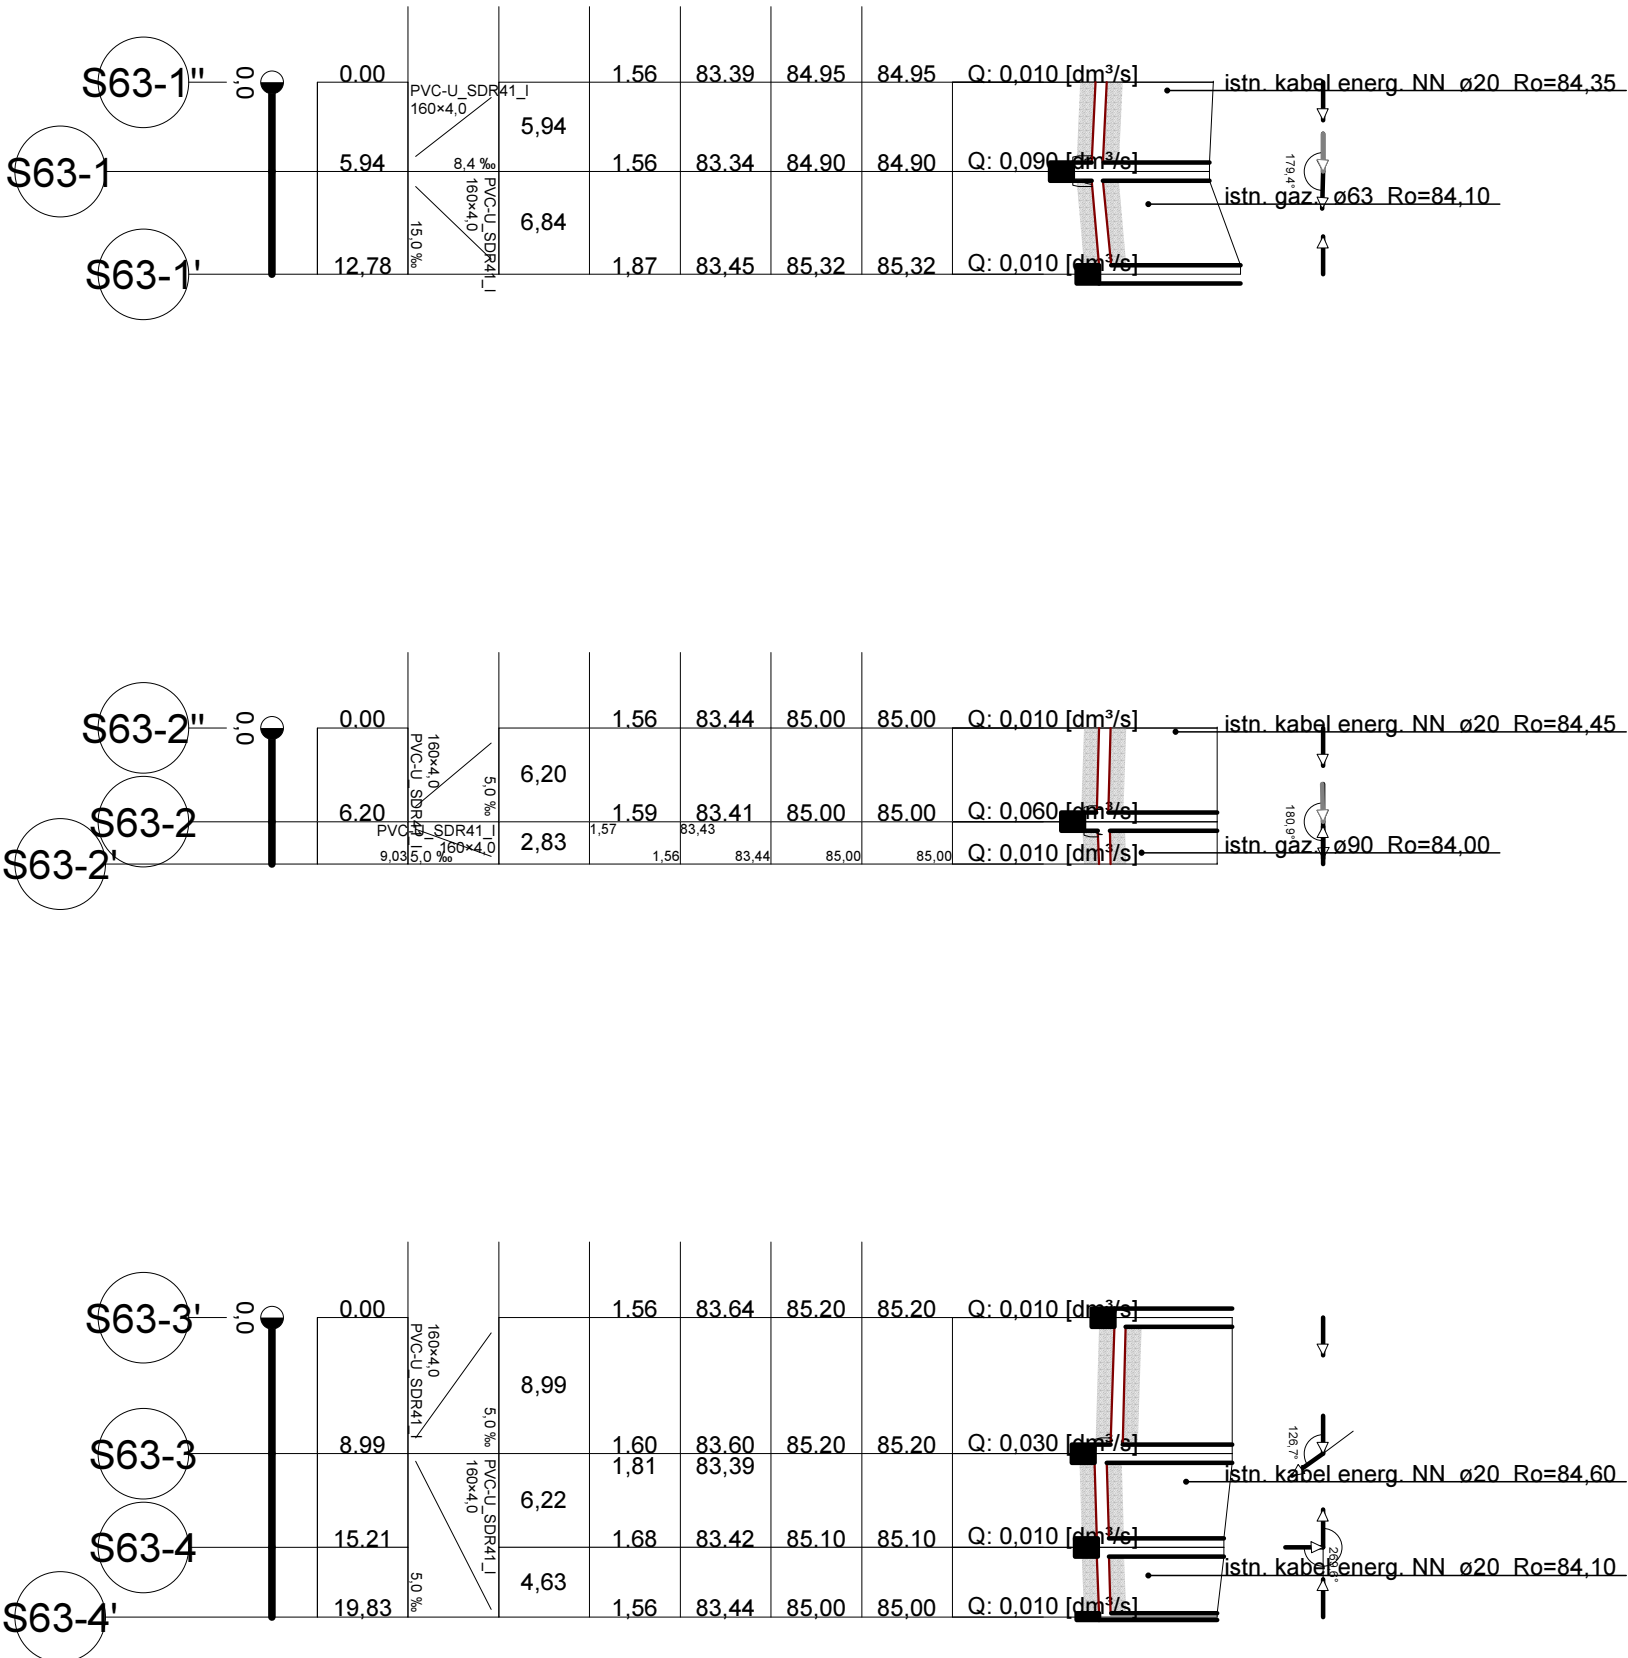 S63-1" 0,0 0.00 1.56 83.39 84.95 84.95 Q: 0,010 [dm³/s] istn. kabel energ. NN ø20 Ro=84,35
PVC-U_SDR41_I
160×4,0
5,94
S63-1 5.94 8,4 ‰ 1.56 83.34 84.90 84.90 Q: 0,090 [dm³/s] 179,4°
PVC-U_SDR41_I
160×4,0
15,0 ‰
6,84
istn. gaz. ø63 Ro=84,10
S63-1' 12,78 1,87 83,45 85,32 85,32 Q: 0,010 [dm³/s]
S63-2" 0,0 0.00 1.56 83.44 85.00 85.00 Q: 0,010 [dm³/s] istn. kabel energ. NN ø20 Ro=84,45
160×4,0
PVC-U_SDR41_I
5,0 ‰
6,20
S63-2 6.20 1.59 83.41 85.00 85.00 Q: 0,060 [dm³/s] 180,9°
PVC-U_SDR41_I 1,57 83,43
160×4,0
2,83
istn. gaz. ø90 Ro=84,00
S63-2' 9,03 5,0 ‰ 1,56 83,44 85,00 85,00 Q: 0,010 [dm³/s]
S63-3' 0,0 0.00 1.56 83.64 85.20 85.20 Q: 0,010 [dm³/s]
160×4,0
PVC-U_SDR41_I
5,0 ‰
8,99
S63-3 8.99 1.60 83.60 85.20 85.20 Q: 0,030 [dm³/s] 126,7°
1,81 83,39
istn. kabel energ. NN ø20 Ro=84,60
PVC-U_SDR41_I
160×4,0
6,22
S63-4 15.21 1.68 83.42 85.10 85.10 Q: 0,010 [dm³/s]
istn. kabel energ. NN ø20 Ro=84,10
5,0 ‰
4,63
S63-4' 19,83 1,56 83,44 85,00 85,00 Q: 0,010 [dm³/s]